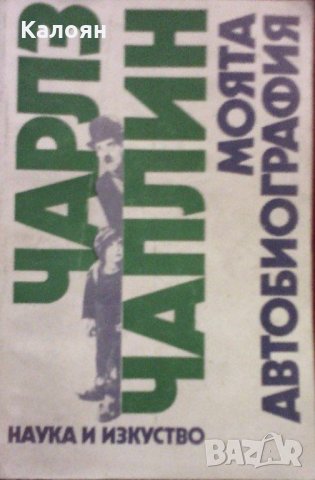 Калоян
ЧАРЛЗ
ЧАПЛИН
МОЯТА
АВТОБИОГРАФИЯ
НАУКА И ИЗКУСТВО
BAZAR